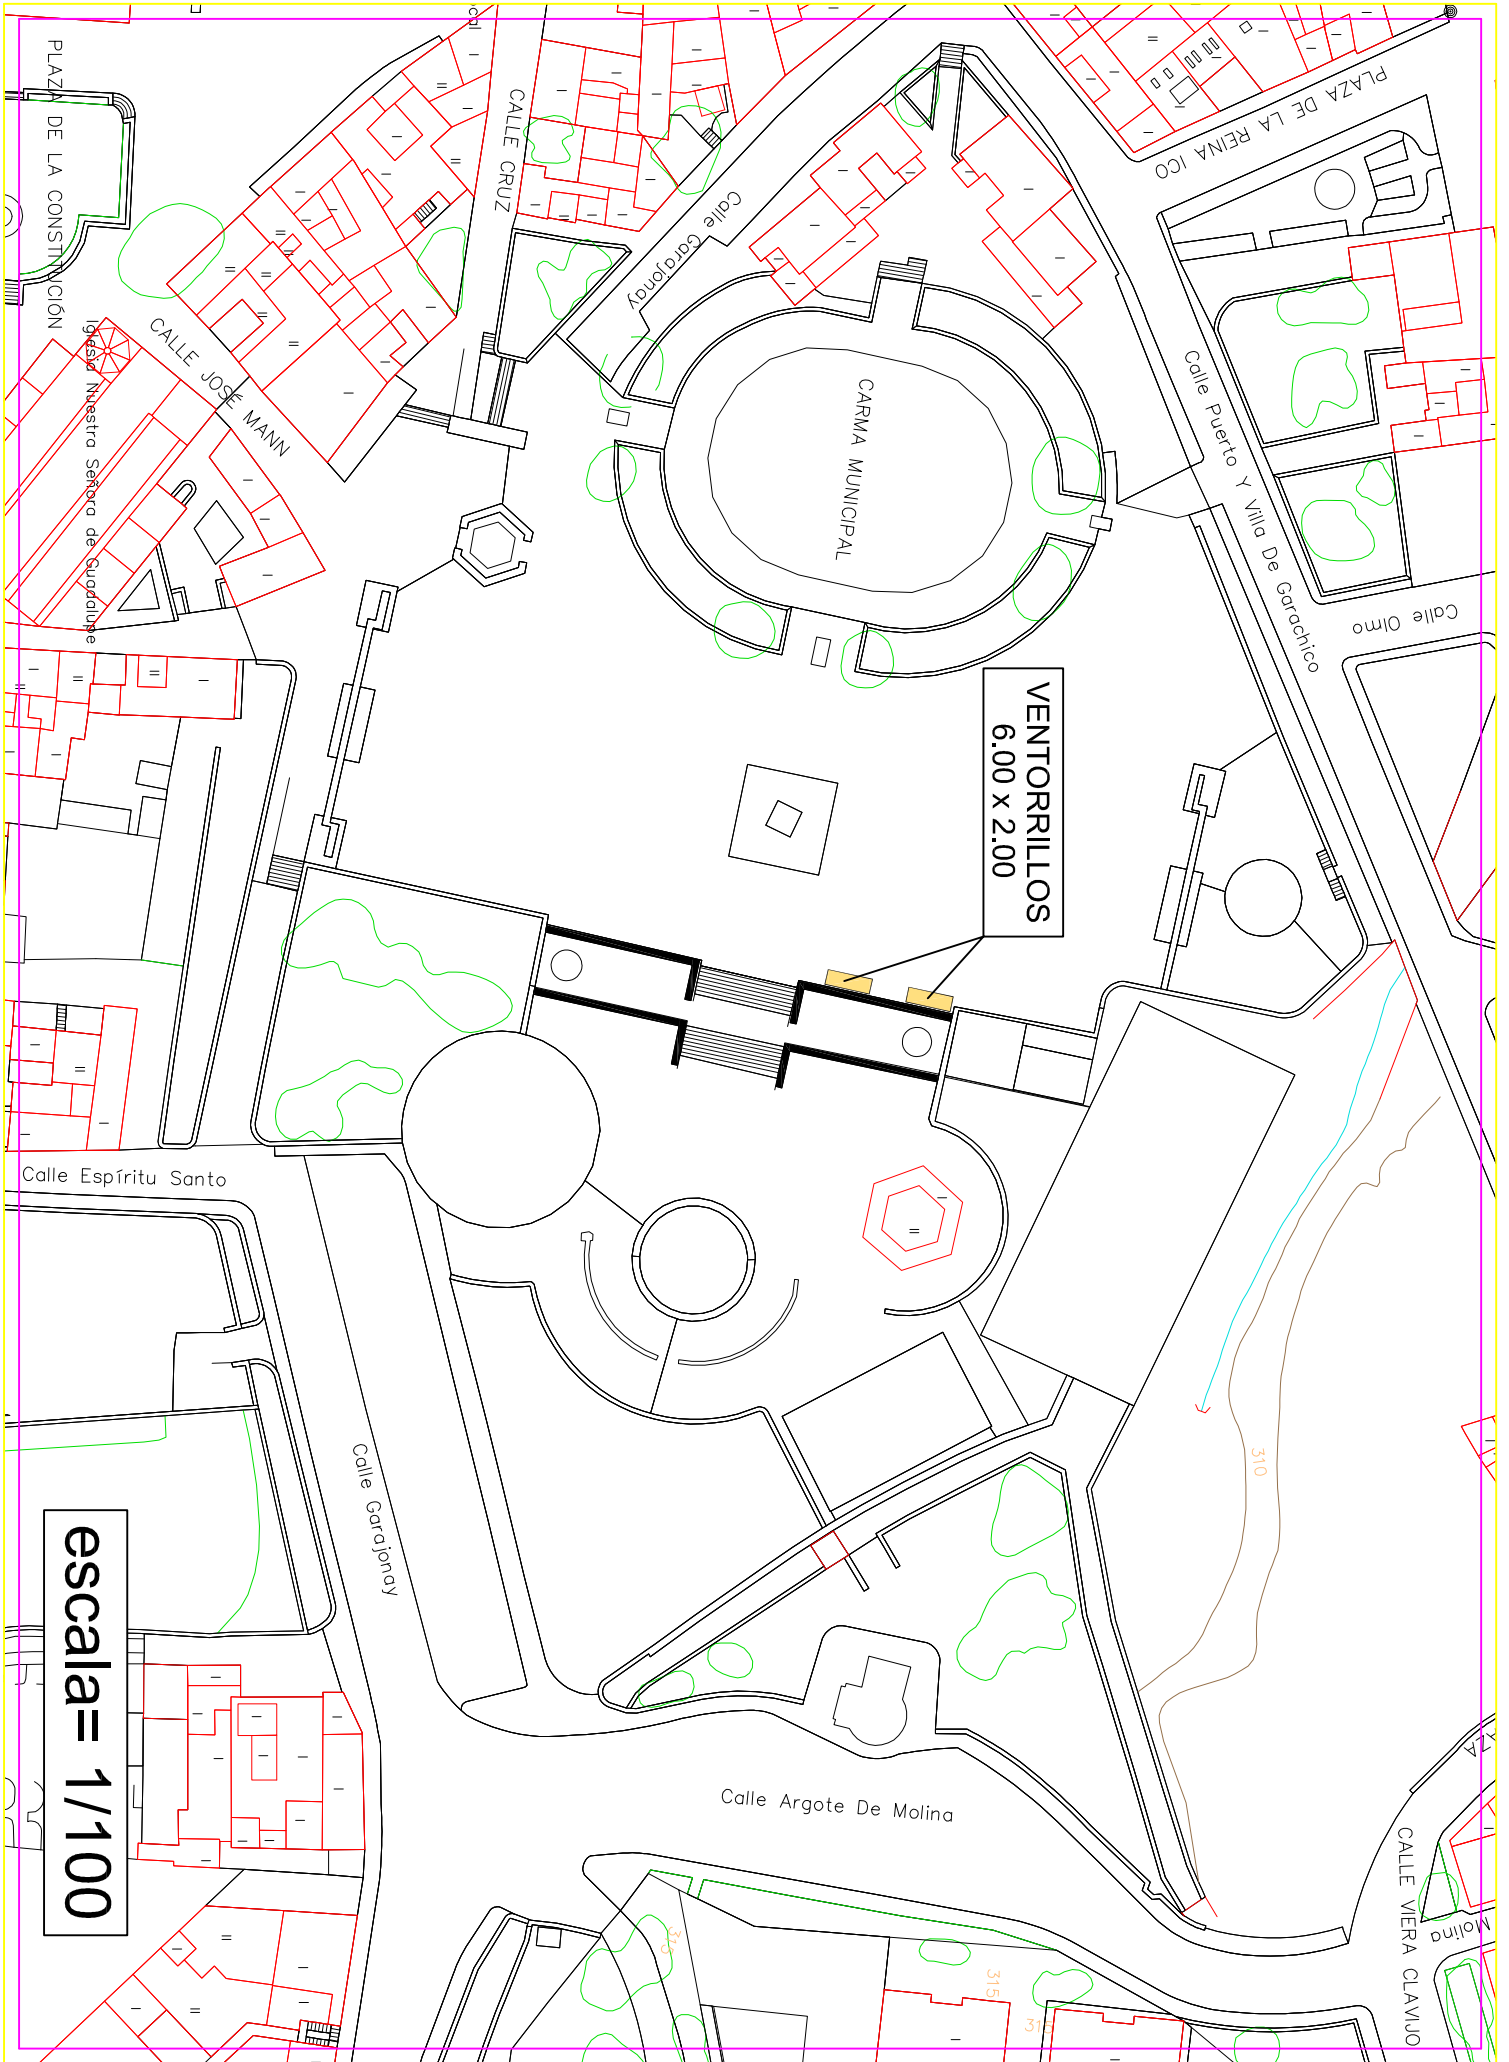 PLAZA DE LA CONSTITUCIÓN
CALLE CRUZ
Calle Garajonay
PLAZA DE LA REINA ICO
CALLE JOSÉ MANN
Iglesia Nuestra Señora de Guadalupe
CARMA MUNICIPAL
Calle Puerto Y Villa De Garachico
Calle Olmo
VENTORRILLOS
6.00 x 2.00
Calle Espíritu Santo
Calle Garajonay
310
escala= 1/100
Calle Argote De Molina
CALLE VIERA CLAVIJO
Molina
315